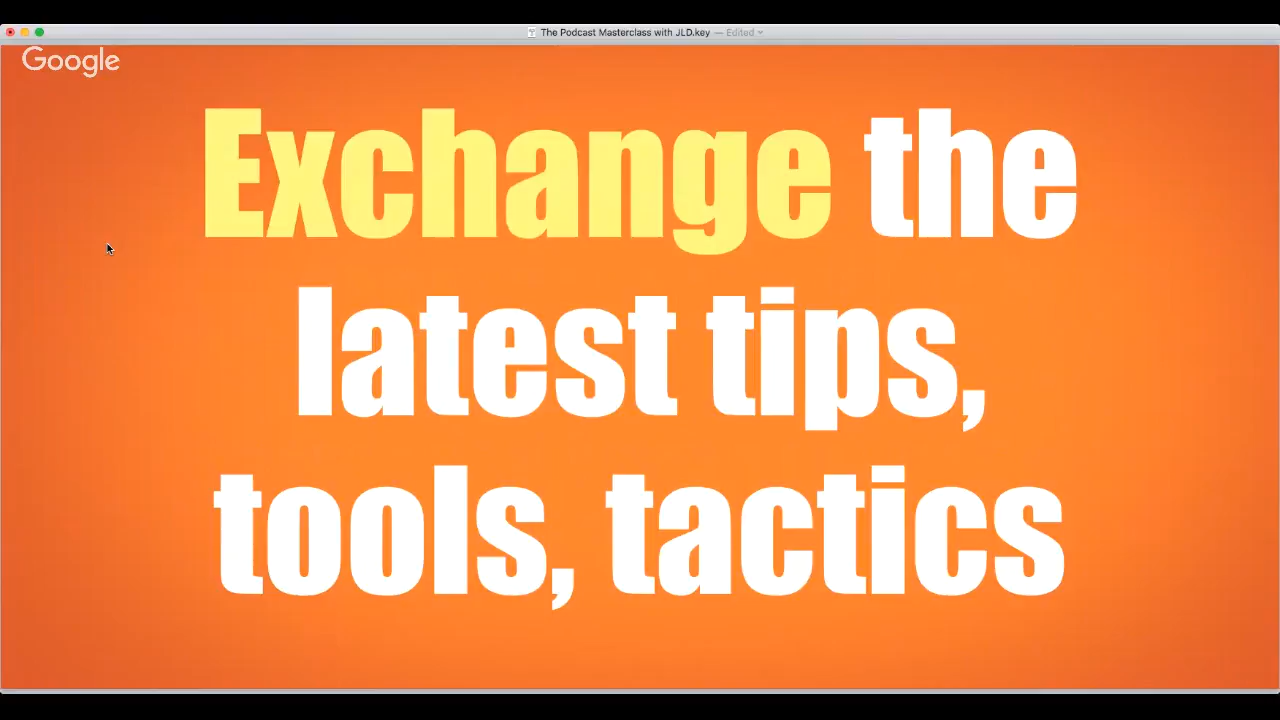 The Podcast Masterclass with JLD.key — Edited
Google
Exchange the
latest tips,
tools, tactics